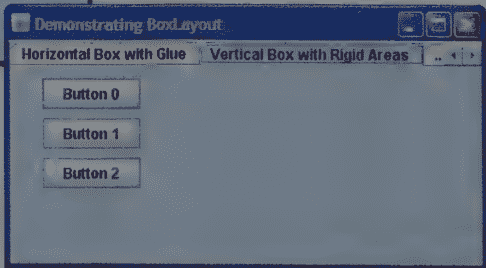 Demonstrating BoxLayout
Horizontal Box with Glue
Vertical Box with Rigid Areas
..
Button 0
Button 1
Button 2